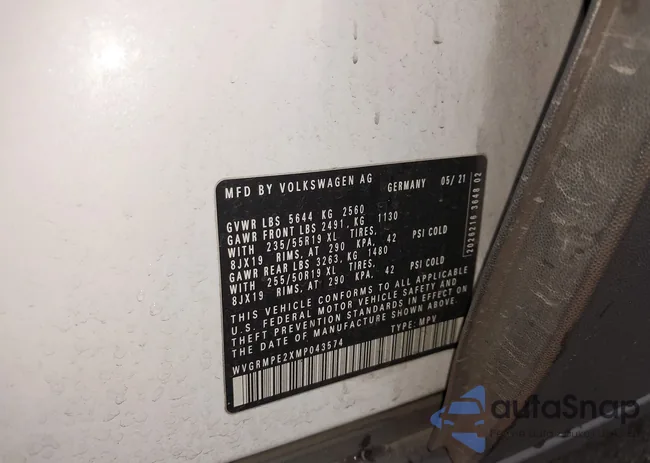 MFD BY VOLKSWAGEN AG GERMANY 05/21
GVWR LBS 5644 KG 2560
GAWR FRONT LBS 2491, KG 1130
WITH 235/55R19 XL TIRES,
8JX19 RIMS, AT 290 KPA, 42 PSI COLD
GAWR REAR LBS 3263, KG 1480
WITH 255/50R19 XL TIRES,
8JX19 RIMS, AT 290 KPA, 42 PSI COLD
THIS VEHICLE CONFORMS TO ALL APPLICABLE
U.S. FEDERAL MOTOR VEHICLE SAFETY AND
THEFT PREVENTION STANDARDS IN EFFECT ON
THE DATE OF MANUFACTURE SHOWN ABOVE.
TYPE: MPV
WVGRMPE2XMP043574
2026216 3648 02
autoSnap